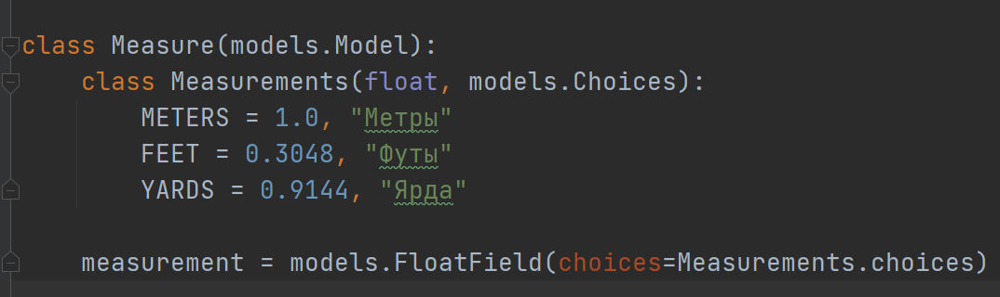 class Measure(models.Model):
class Measurements(float, models.Choices):
METERS = 1.0, "Метры"
FEET = 0.3048, "Футы"
YARDS = 0.9144, "Ярда"
measurement = models.FloatField(choices=Measurements.choices)